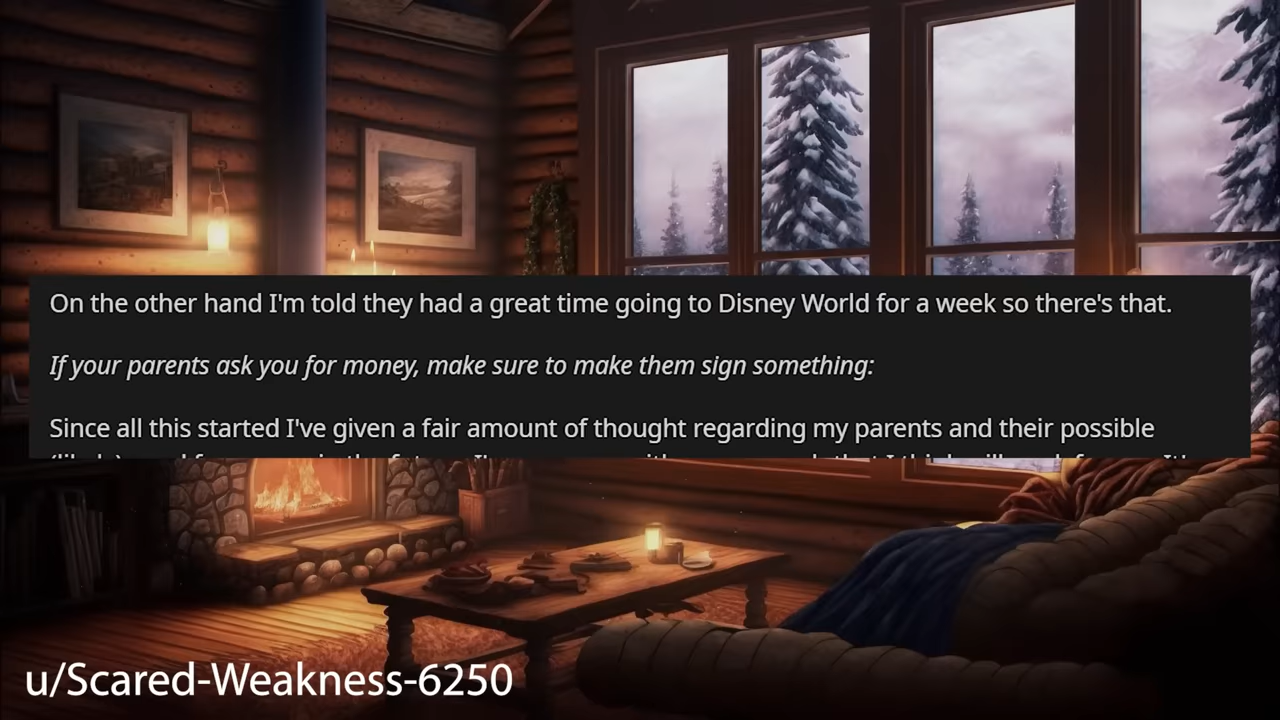 On the other hand I'm told they had a great time going to Disney World for a week so there's that.
If your parents ask you for money, make sure to make them sign something:
Since all this started I've given a fair amount of thought regarding my parents and their possible
u/Scared-Weakness-6250